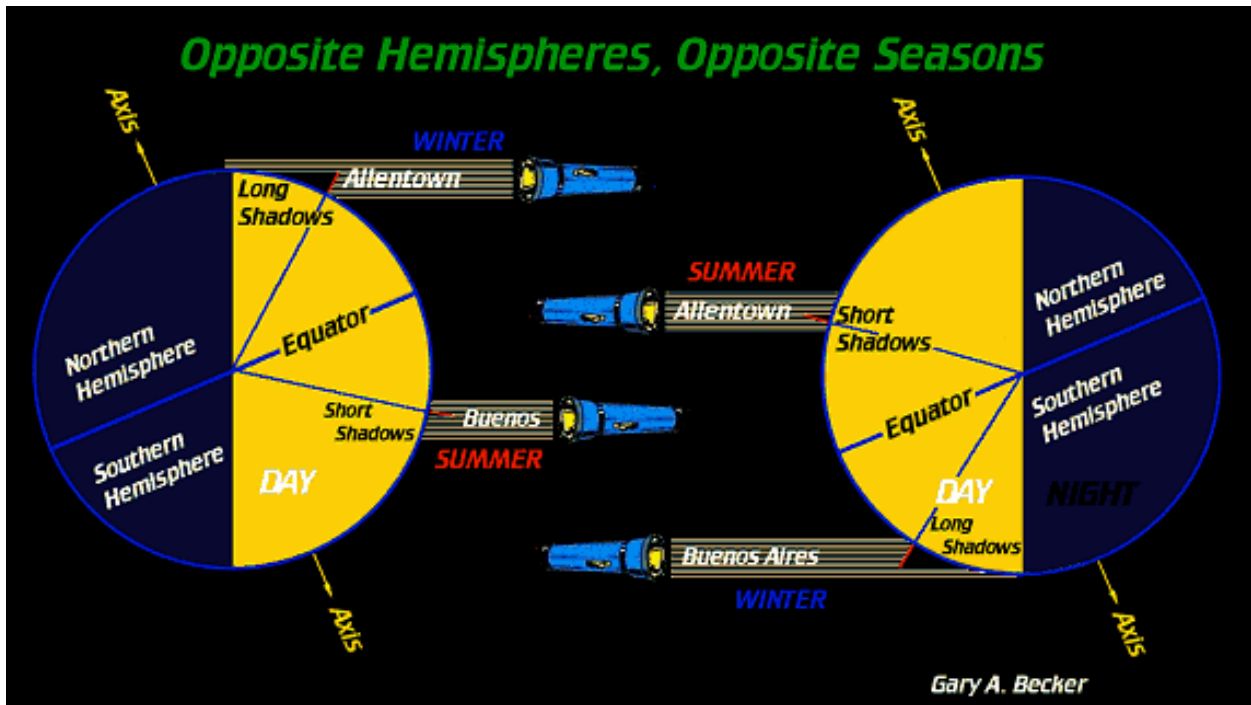 Opposite Hemispheres, Opposite Seasons
Axis
WINTER
Allentown
Long
Shadows
Equator
Northern
Hemisphere
Southern
Hemisphere
Short
Shadows
Buenos
SUMMER
DAY
Axis
Axis
SUMMER
Allentown
Short
Shadows
Northern
Hemisphere
Southern
Hemisphere
Equator
DAY
NIGHT
Long
Shadows
Buenos Aires
WINTER
Axis
Gary A. Becker